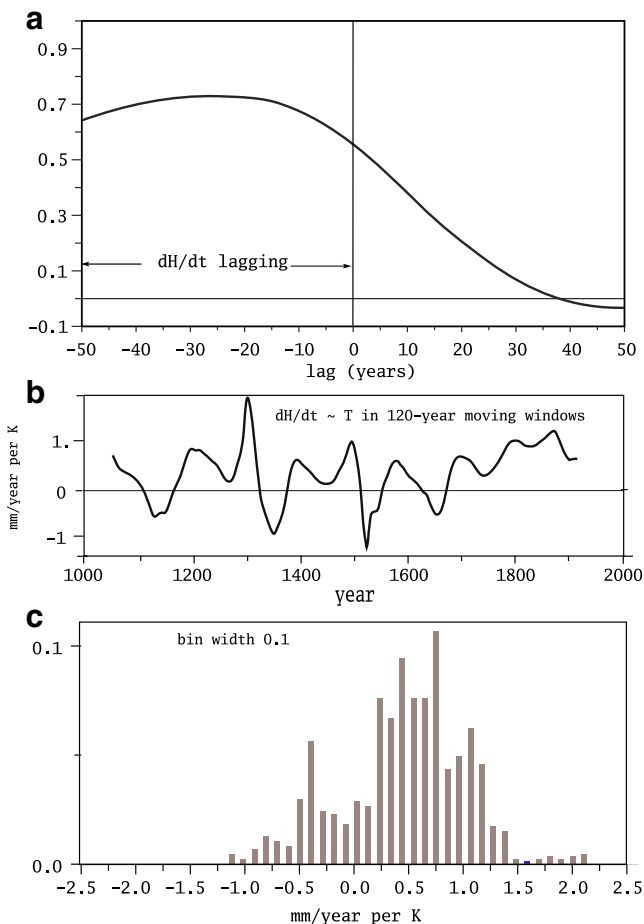 a
0.9
0.7
0.5
0.3
0.1
-0.1
dH/dt lagging
-50 -40 -30 -20 -10 0 10 20 30 40 50
lag (years)
b
dH/dt ~ T in 120-year moving windows
mm/year per K
1.
0
-1
1000 1200 1400 1600 1800 2000
year
c
bin width 0.1
0.1
0.0
-2.5 -2.0 -1.5 -1.0 -0.5 0.0 0.5 1.0 1.5 2.0 2.5
mm/year per K